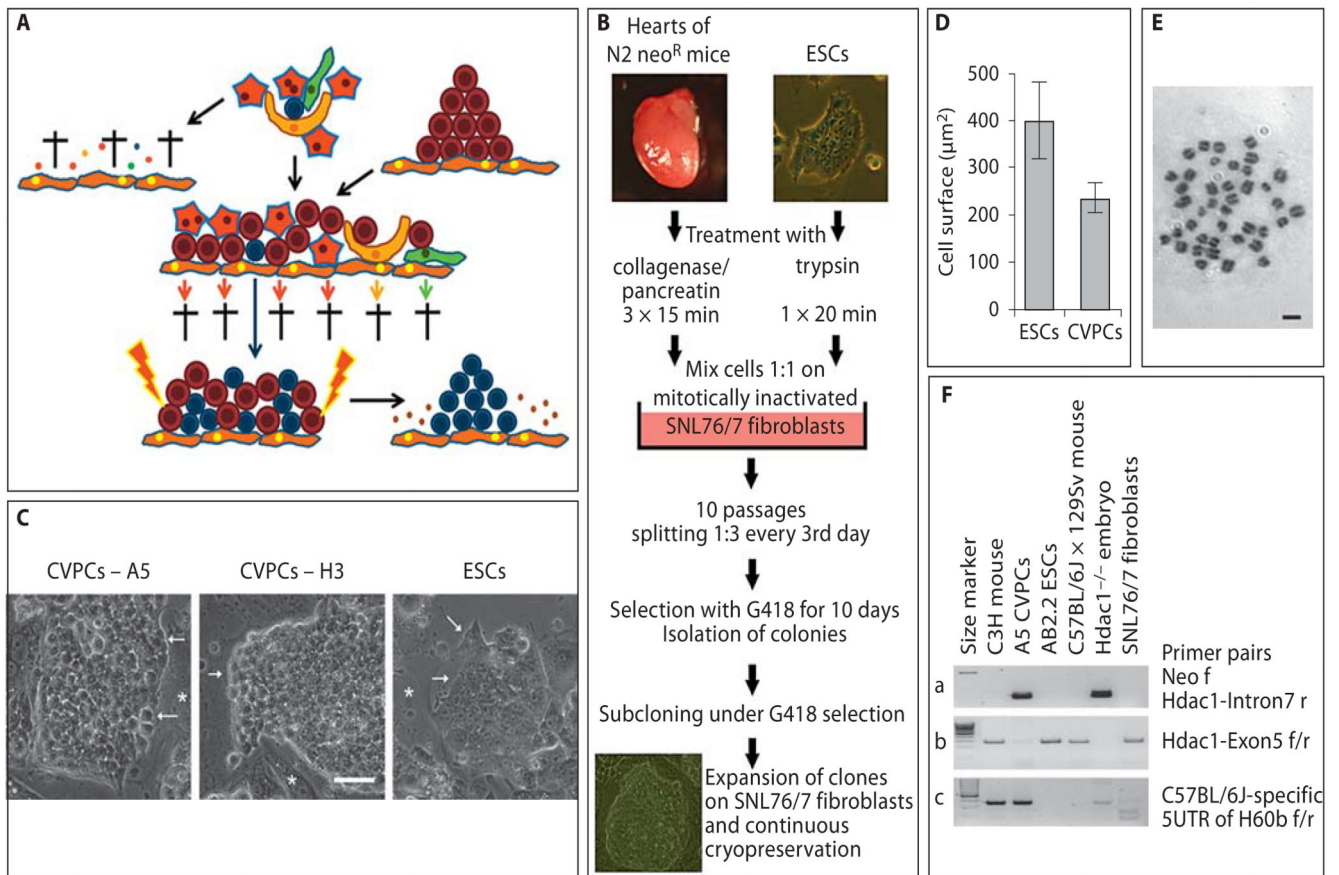 A
B
Hearts of
N2 neoᴿ mice
ESCs
Treatment with
collagenase/
pancreatin
3 × 15 min
trypsin
1 × 20 min
Mix cells 1:1 on
mitotically inactivated
SNL76/7 fibroblasts
10 passages
splitting 1:3 every 3rd day
Selection with G418 for 10 days
Isolation of colonies
Subcloning under G418 selection
Expansion of clones
on SNL76/7 fibroblasts
and continuous
cryopreservation
C
CVPCs – A5
CVPCs – H3
ESCs
*
*
*
D
Cell surface (μm²)
500
400
300
200
100
0
ESCs
CVPCs
E
F
Size marker
C3H mouse
A5 CVPCs
AB2.2 ESCs
C57BL/6J × 129Sv mouse
Hdac1⁻/⁻ embryo
SNL76/7 fibroblasts
Primer pairs
a
Neo f
Hdac1-Intron7 r
b
Hdac1-Exon5 f/r
c
C57BL/6J-specific
5UTR of H60b f/r